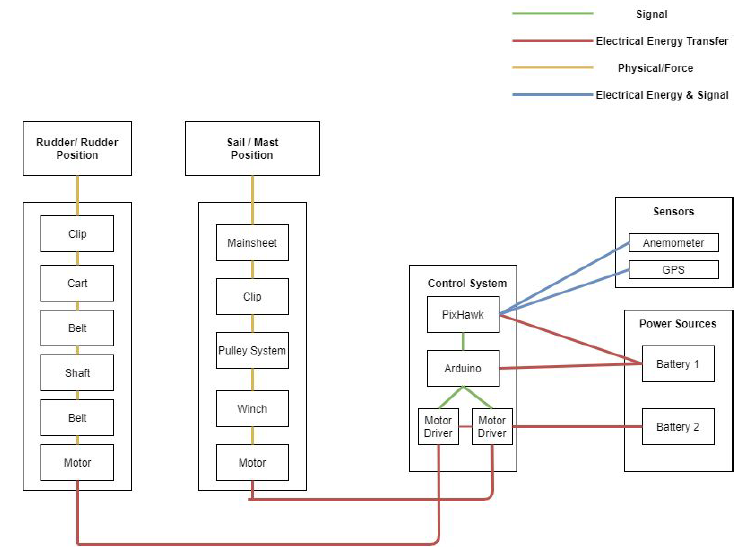 Signal
Electrical Energy Transfer
Physical/Force
Electrical Energy & Signal
Rudder/ Rudder
Position
Clip
Cart
Belt
Shaft
Belt
Motor
Sail / Mast
Position
Mainsheet
Clip
Pulley System
Winch
Motor
Control System
PixHawk
Arduino
Motor
Driver
Motor
Driver
Sensors
Anemometer
GPS
Power Sources
Battery 1
Battery 2